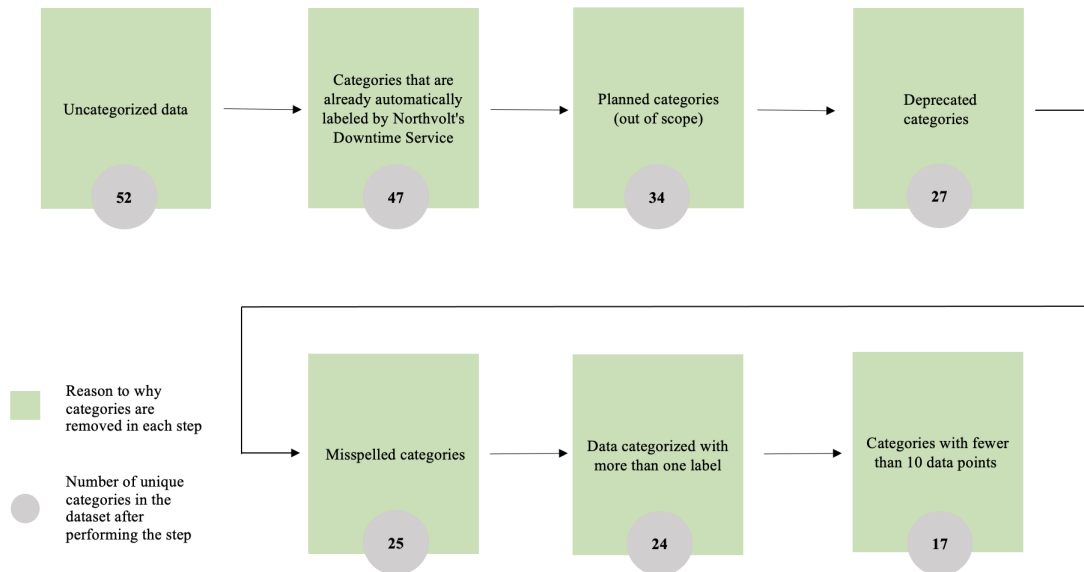 Uncategorized data
52
Categories that are
already automatically
labeled by Northvolt's
Downtime Service
47
Planned categories
(out of scope)
34
Deprecated
categories
27
Misspelled categories
25
Data categorized with
more than one label
24
Categories with fewer
than 10 data points
17
Reason to why
categories are
removed in each step
Number of unique
categories in the
dataset after
performing the step